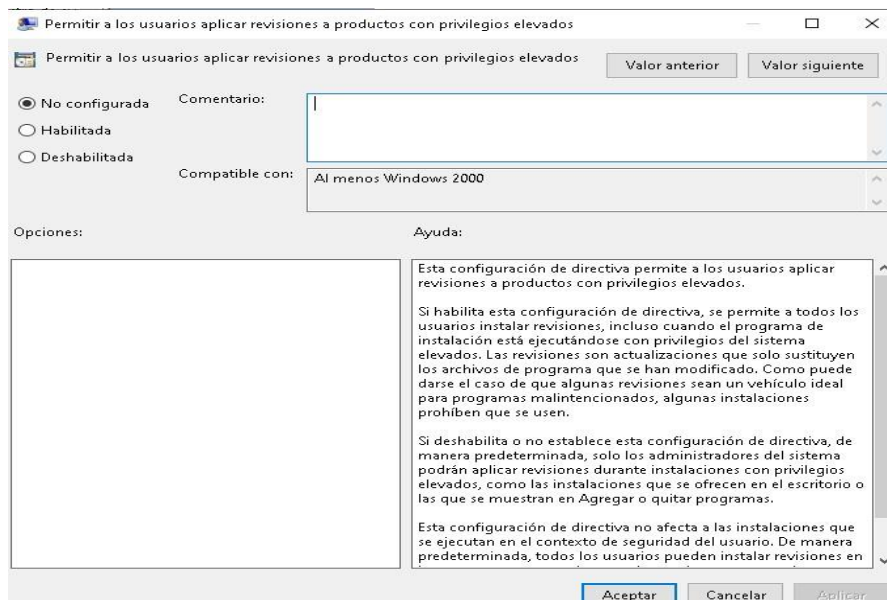 Permitir a los usuarios aplicar revisiones a productos con privilegios elevados
Permitir a los usuarios aplicar revisiones a productos con privilegios elevados
Valor anterior
Valor siguiente
No configurada
Habilitada
Deshabilitada
Comentario:
Compatible con:
Al menos Windows 2000
Opciones:
Ayuda:
Esta configuración de directiva permite a los usuarios aplicar
revisiones a productos con privilegios elevados.
Si habilita esta configuración de directiva, se permite a todos los
usuarios instalar revisiones, incluso cuando el programa de
instalación está ejecutándose con privilegios del sistema
elevados. Las revisiones son actualizaciones que solo sustituyen
los archivos de programa que se han modificado. Como puede
darse el caso de que algunas revisiones sean un vehículo ideal
para programas malintencionados, algunas instalaciones
prohíben que se usen.
Si deshabilita o no establece esta configuración de directiva, de
manera predeterminada, solo los administradores del sistema
podrán aplicar revisiones durante instalaciones con privilegios
elevados, como las instalaciones que se ofrecen en el escritorio o
las que se muestran en Agregar o quitar programas.
Esta configuración de directiva no afecta a las instalaciones que
se ejecutan en el contexto de seguridad del usuario. De manera
predeterminada, todos los usuarios pueden instalar revisiones en
Aceptar
Cancelar
Aplicar